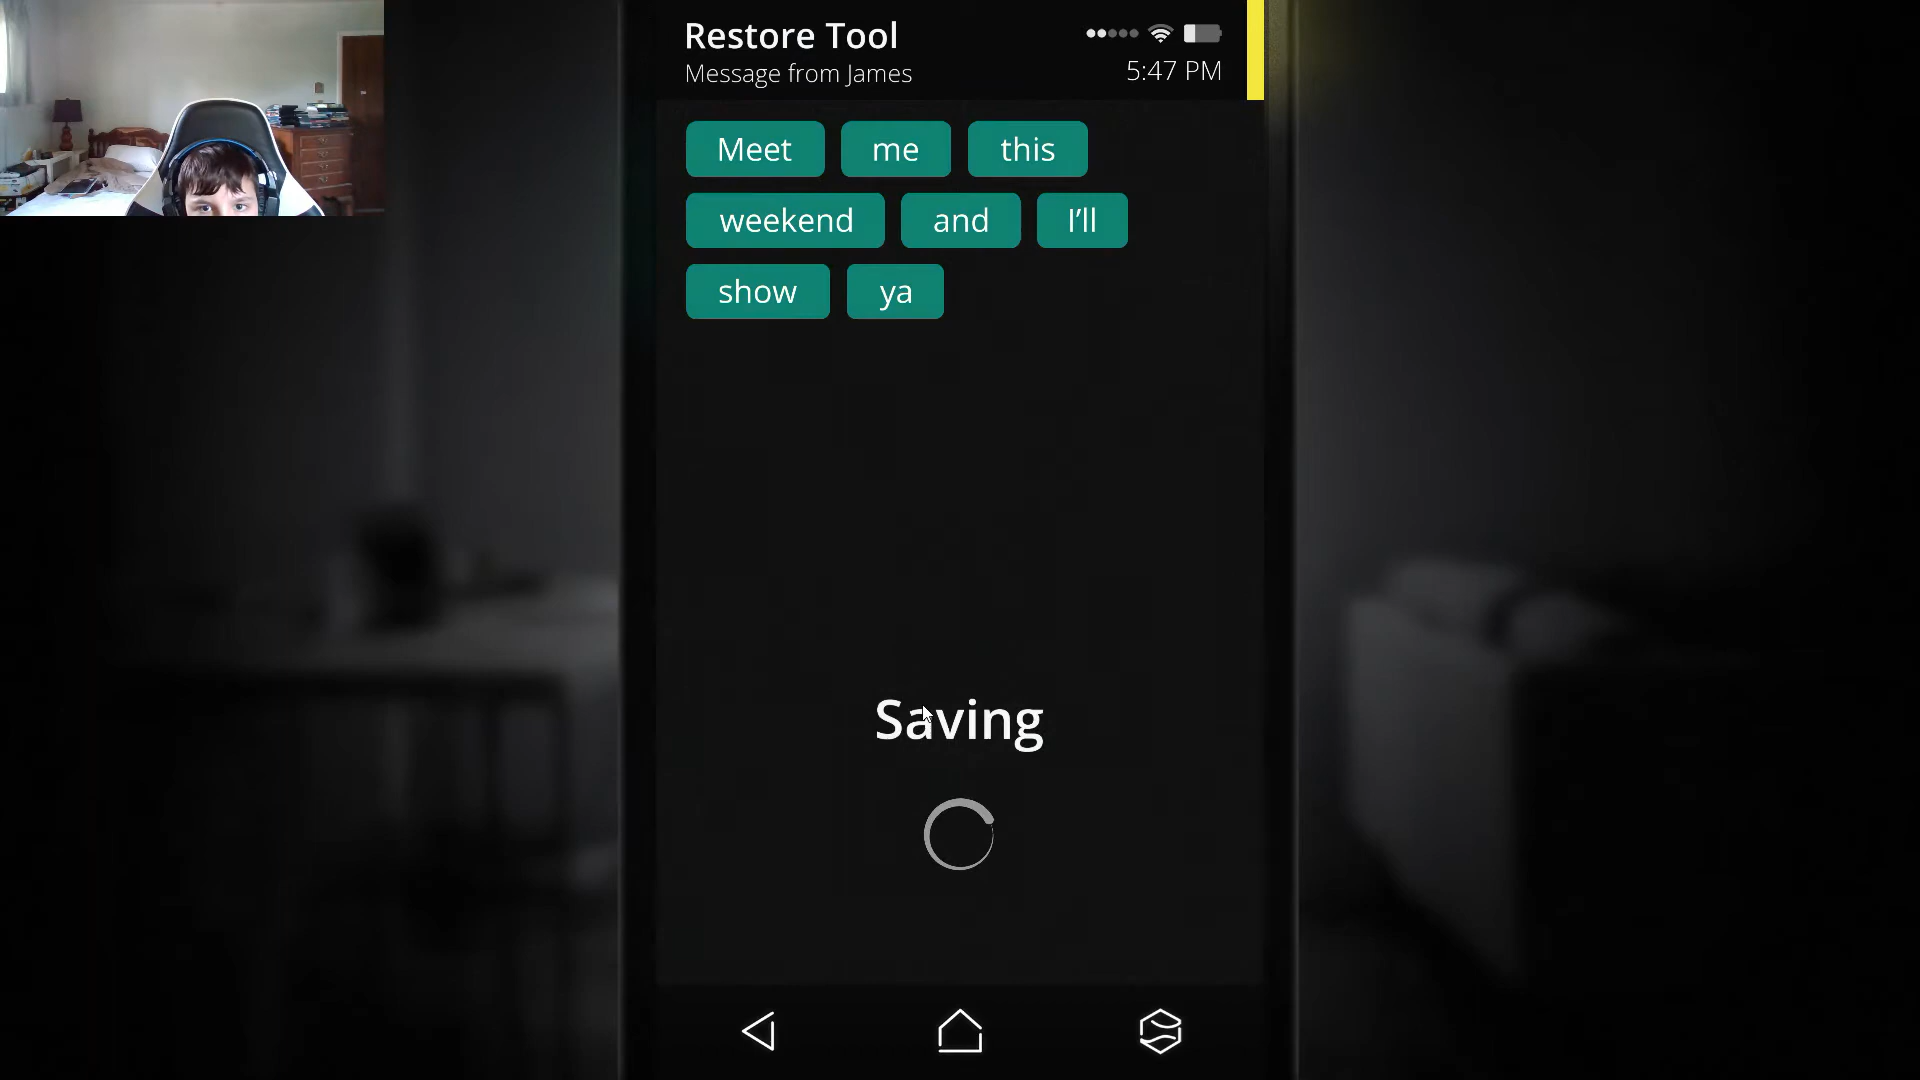 Restore Tool
Message from James
5:47 PM
Meet me this
weekend and I'll
show ya
Saving